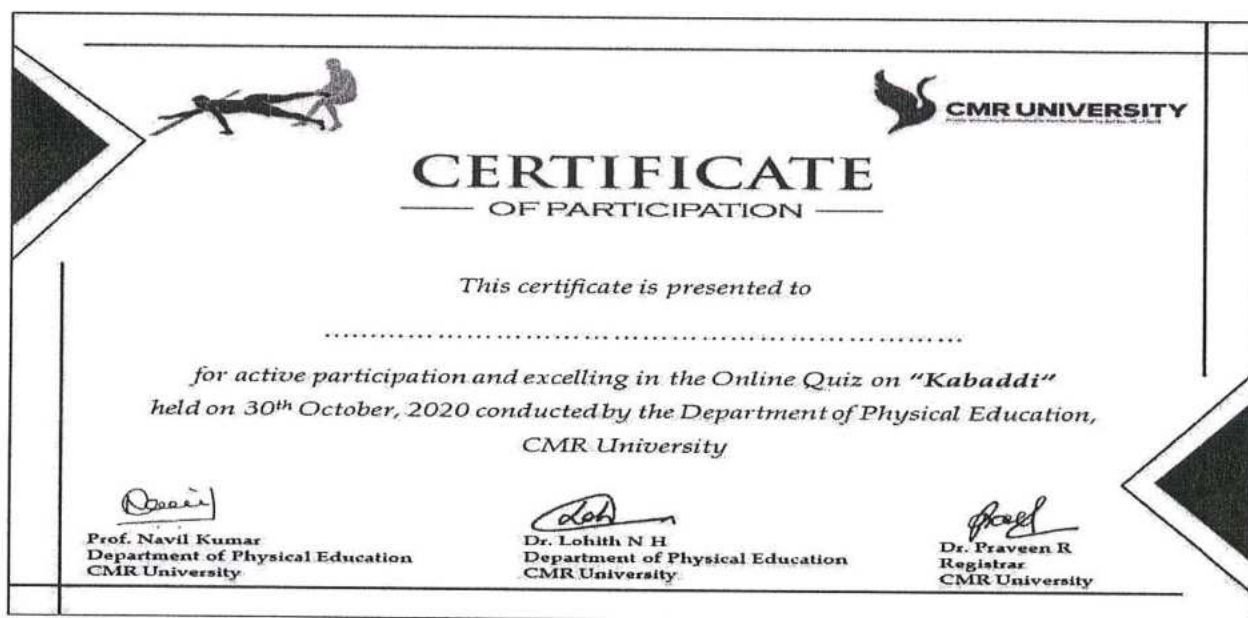 CMR UNIVERSITY
CERTIFICATE
OF PARTICIPATION
This certificate is presented to
............................................................
for active participation and excelling in the Online Quiz on “Kabaddi“
held on 30th October, 2020 conducted by the Department of Physical Education,
CMR University
Prof. Navil Kumar
Department of Physical Education
CMR University
Dr. Lohith N H
Department of Physical Education
CMR University
Dr. Praveen R
Registrar
CMR University